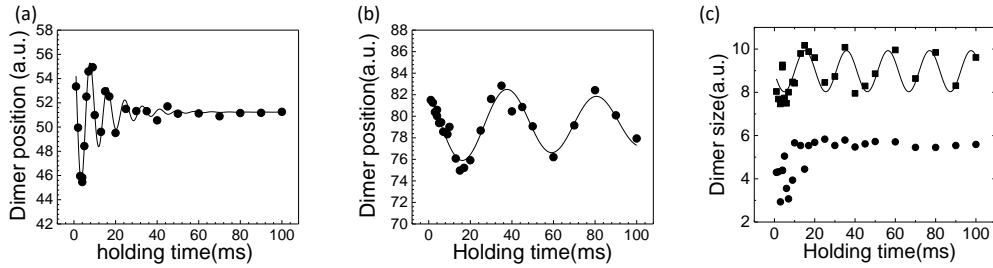 (a)
Dimer position(a.u.)
58
56
54
52
50
48
46
44
42
0 20 40 60 80 100
holding time(ms)
(b)
Dimer position(a.u.)
88
86
84
82
80
78
76
74
72
70
0 20 40 60 80 100
Holding time(ms)
(c)
Dimer size(a.u.)
10
8
6
4
2
0 20 40 60 80 100
Holding time(ms)